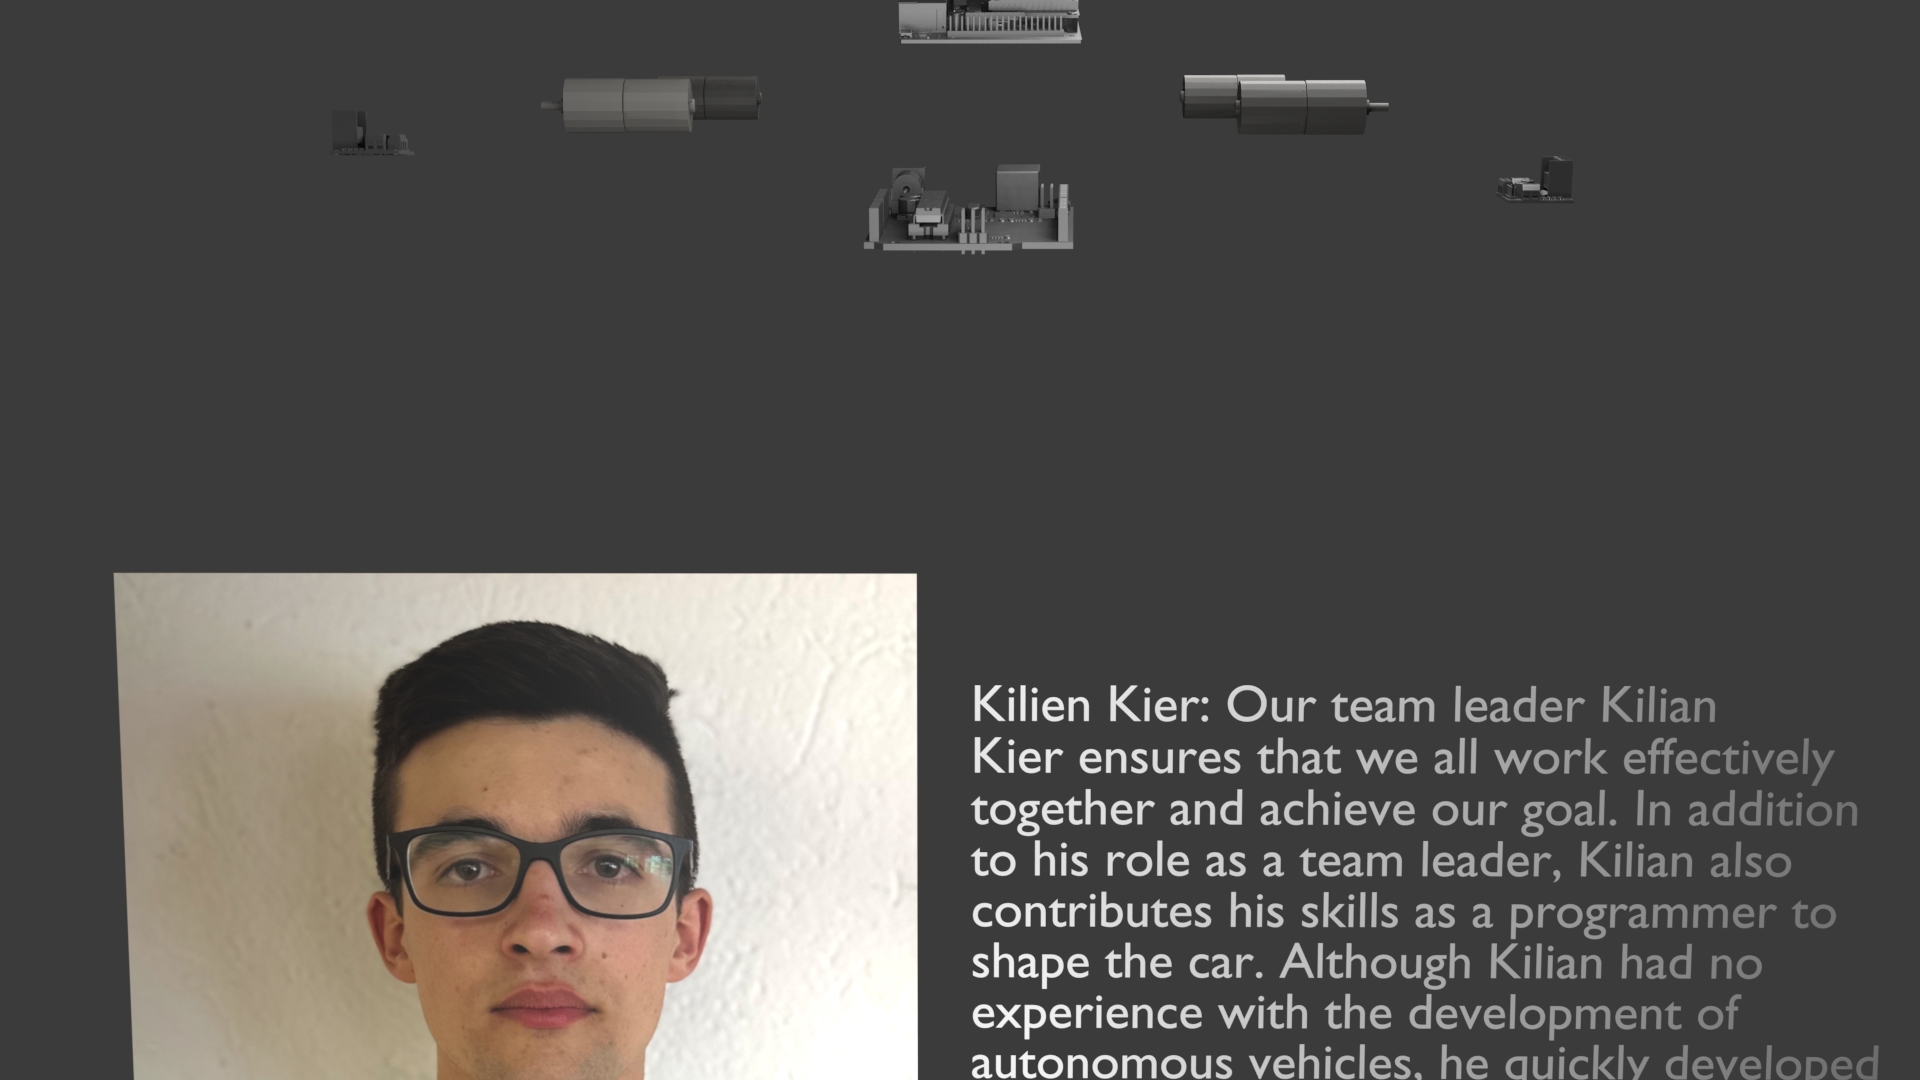 Kilien Kier: Our team leader Kilian
Kier ensures that we all work effectively
together and achieve our goal. In addition
to his role as a team leader, Kilian also
contributes his skills as a programmer to
shape the car. Although Kilian had no
experience with the development of
autonomous vehicles, he quickly developed